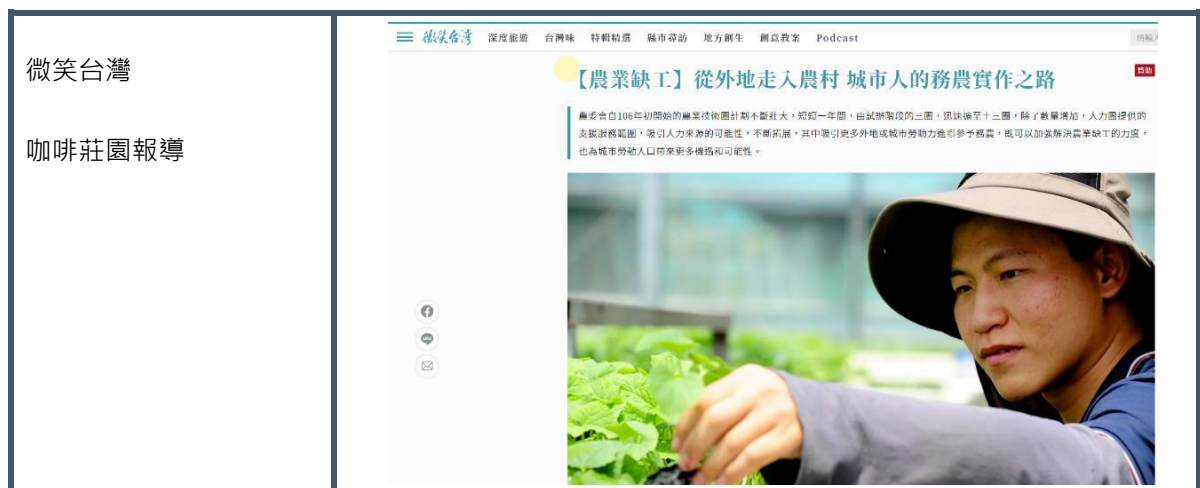 微笑台灣
咖啡莊園報導
微笑台灣 深度旅遊 台灣味 特輯精選 縣市尋訪 地方創生 創意教案 Podcast
贊助
【農業缺工】從外地走入農村 城市人的務農實作之路
農委會自106年初開始的農業技術團計劃不斷壯大，短短一年間，由試辦階段的三團，迅速擴至十三團，除了數量增加，人力團提供的
支援服務範圍，吸引人力來源的可能性，不斷拓展，其中吸引更多外地或城市勞動力進鄉參予務農，既可以加強解決農業缺工的力度，
也為城市勞動人口帶來更多機遇和可能性。